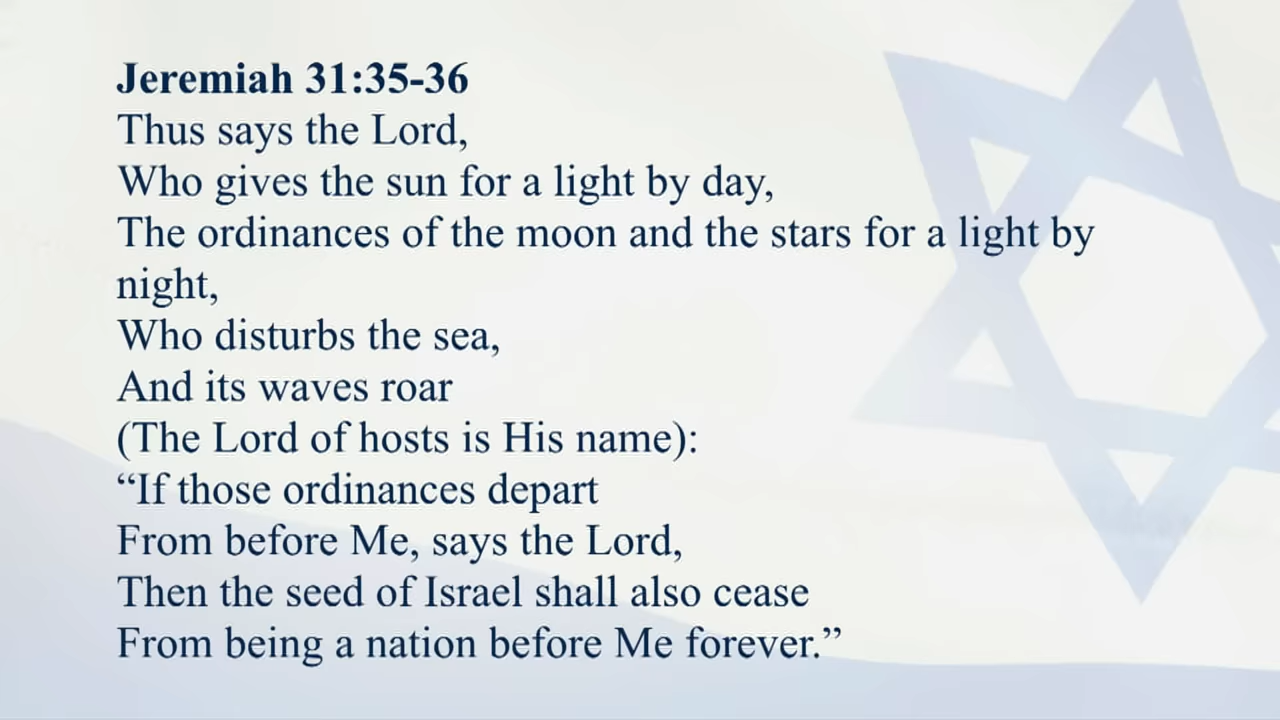 Jeremiah 31:35-36
Thus says the Lord,
Who gives the sun for a light by day,
The ordinances of the moon and the stars for a light by
night,
Who disturbs the sea,
And its waves roar
(The Lord of hosts is His name):
“If those ordinances depart
From before Me, says the Lord,
Then the seed of Israel shall also cease
From being a nation before Me forever.”